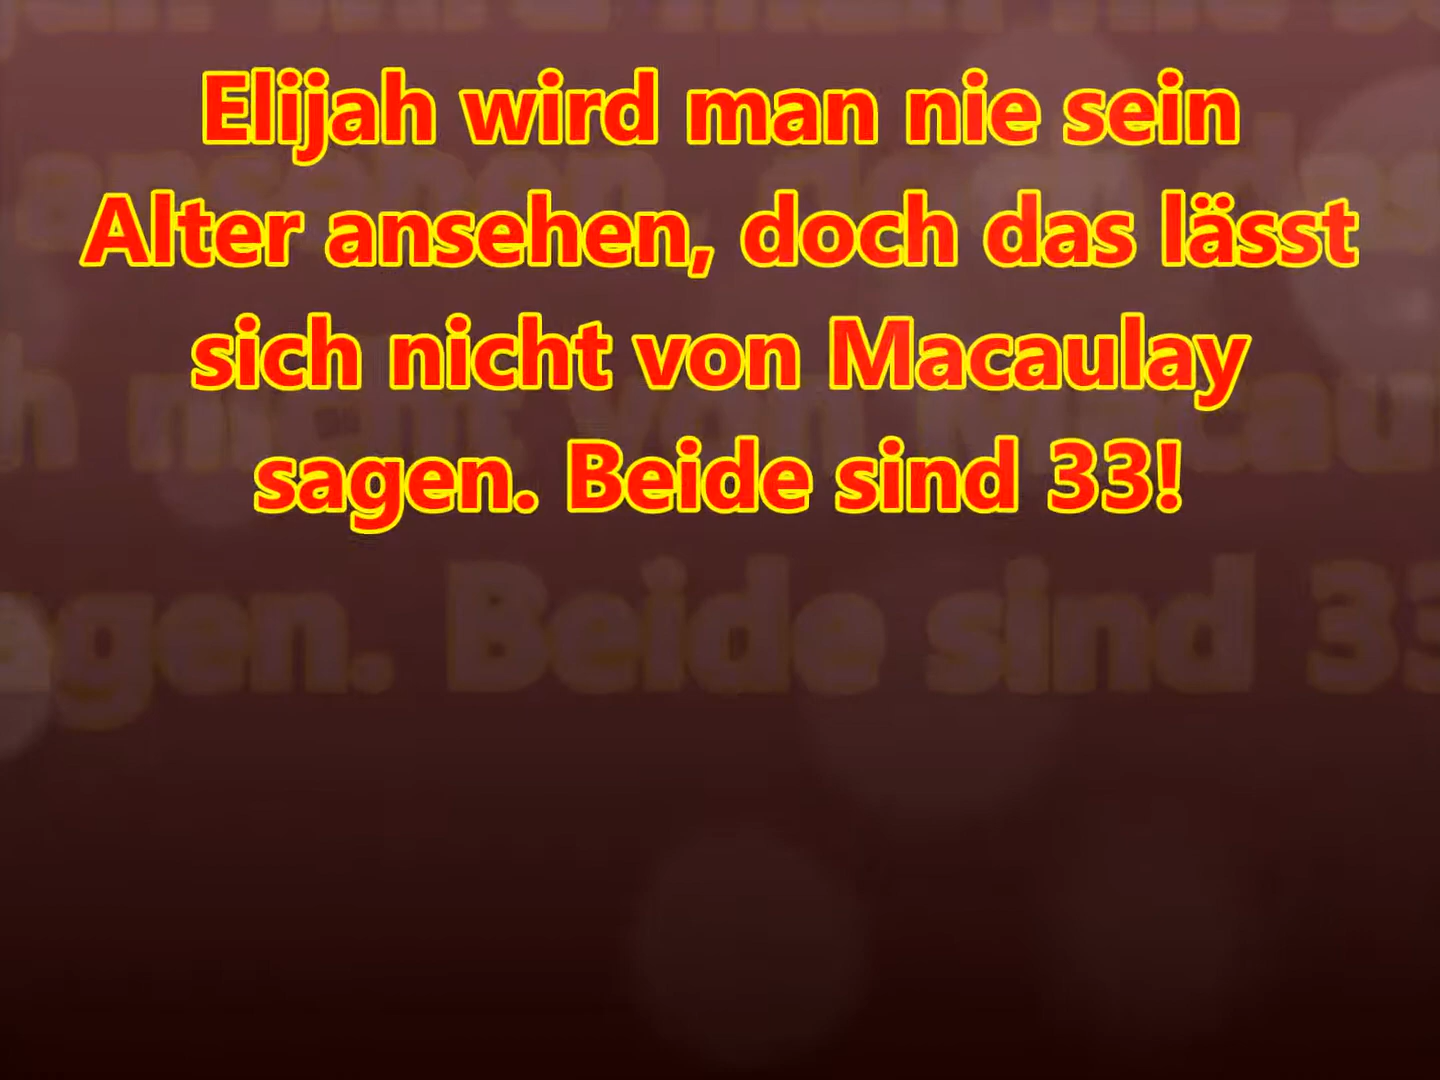 Elijah wird man nie sein
Alter ansehen, doch das lässt
sich nicht von Macaulay
sagen. Beide sind 33!